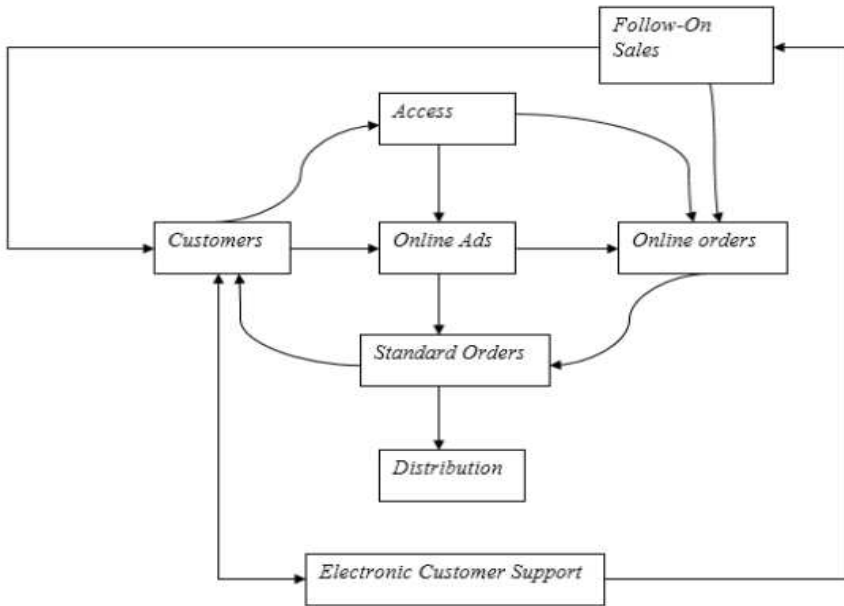 Follow-On
Sales
Access
Customers
Online Ads
Online orders
Standard Orders
Distribution
Electronic Customer Support